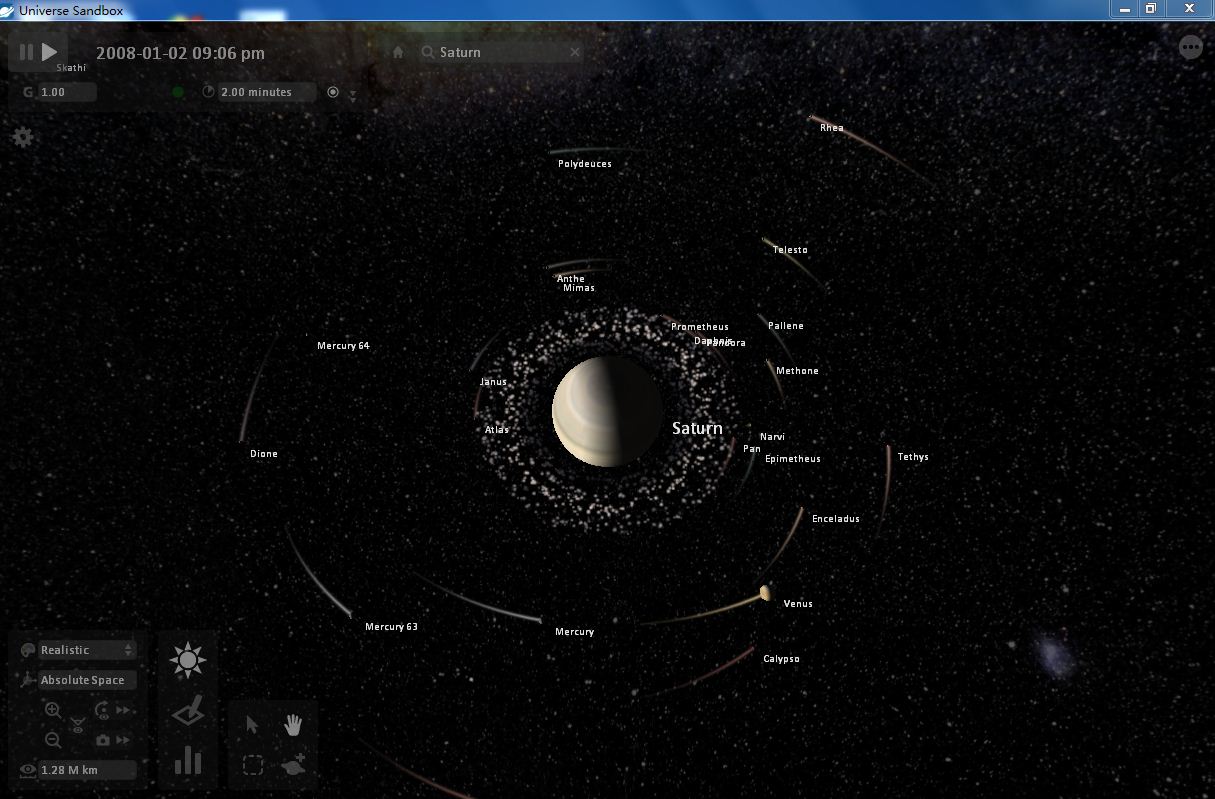 Universe Sandbox
2008-01-02 09:06 pm
Saturn
Skathi
G 1.00
2.00 minutes
Rhea
Polydeuces
Telesto
Anthe
Mimas
Prometheus
Pallene
Daphnis
Pandora
Mercury 64
Methone
Janus
Saturn
Atlas
Narvi
Pan
Epimetheus
Dione
Tethys
Enceladus
Venus
Mercury 63
Mercury
Calypso
Realistic
Absolute Space
1.28 M km